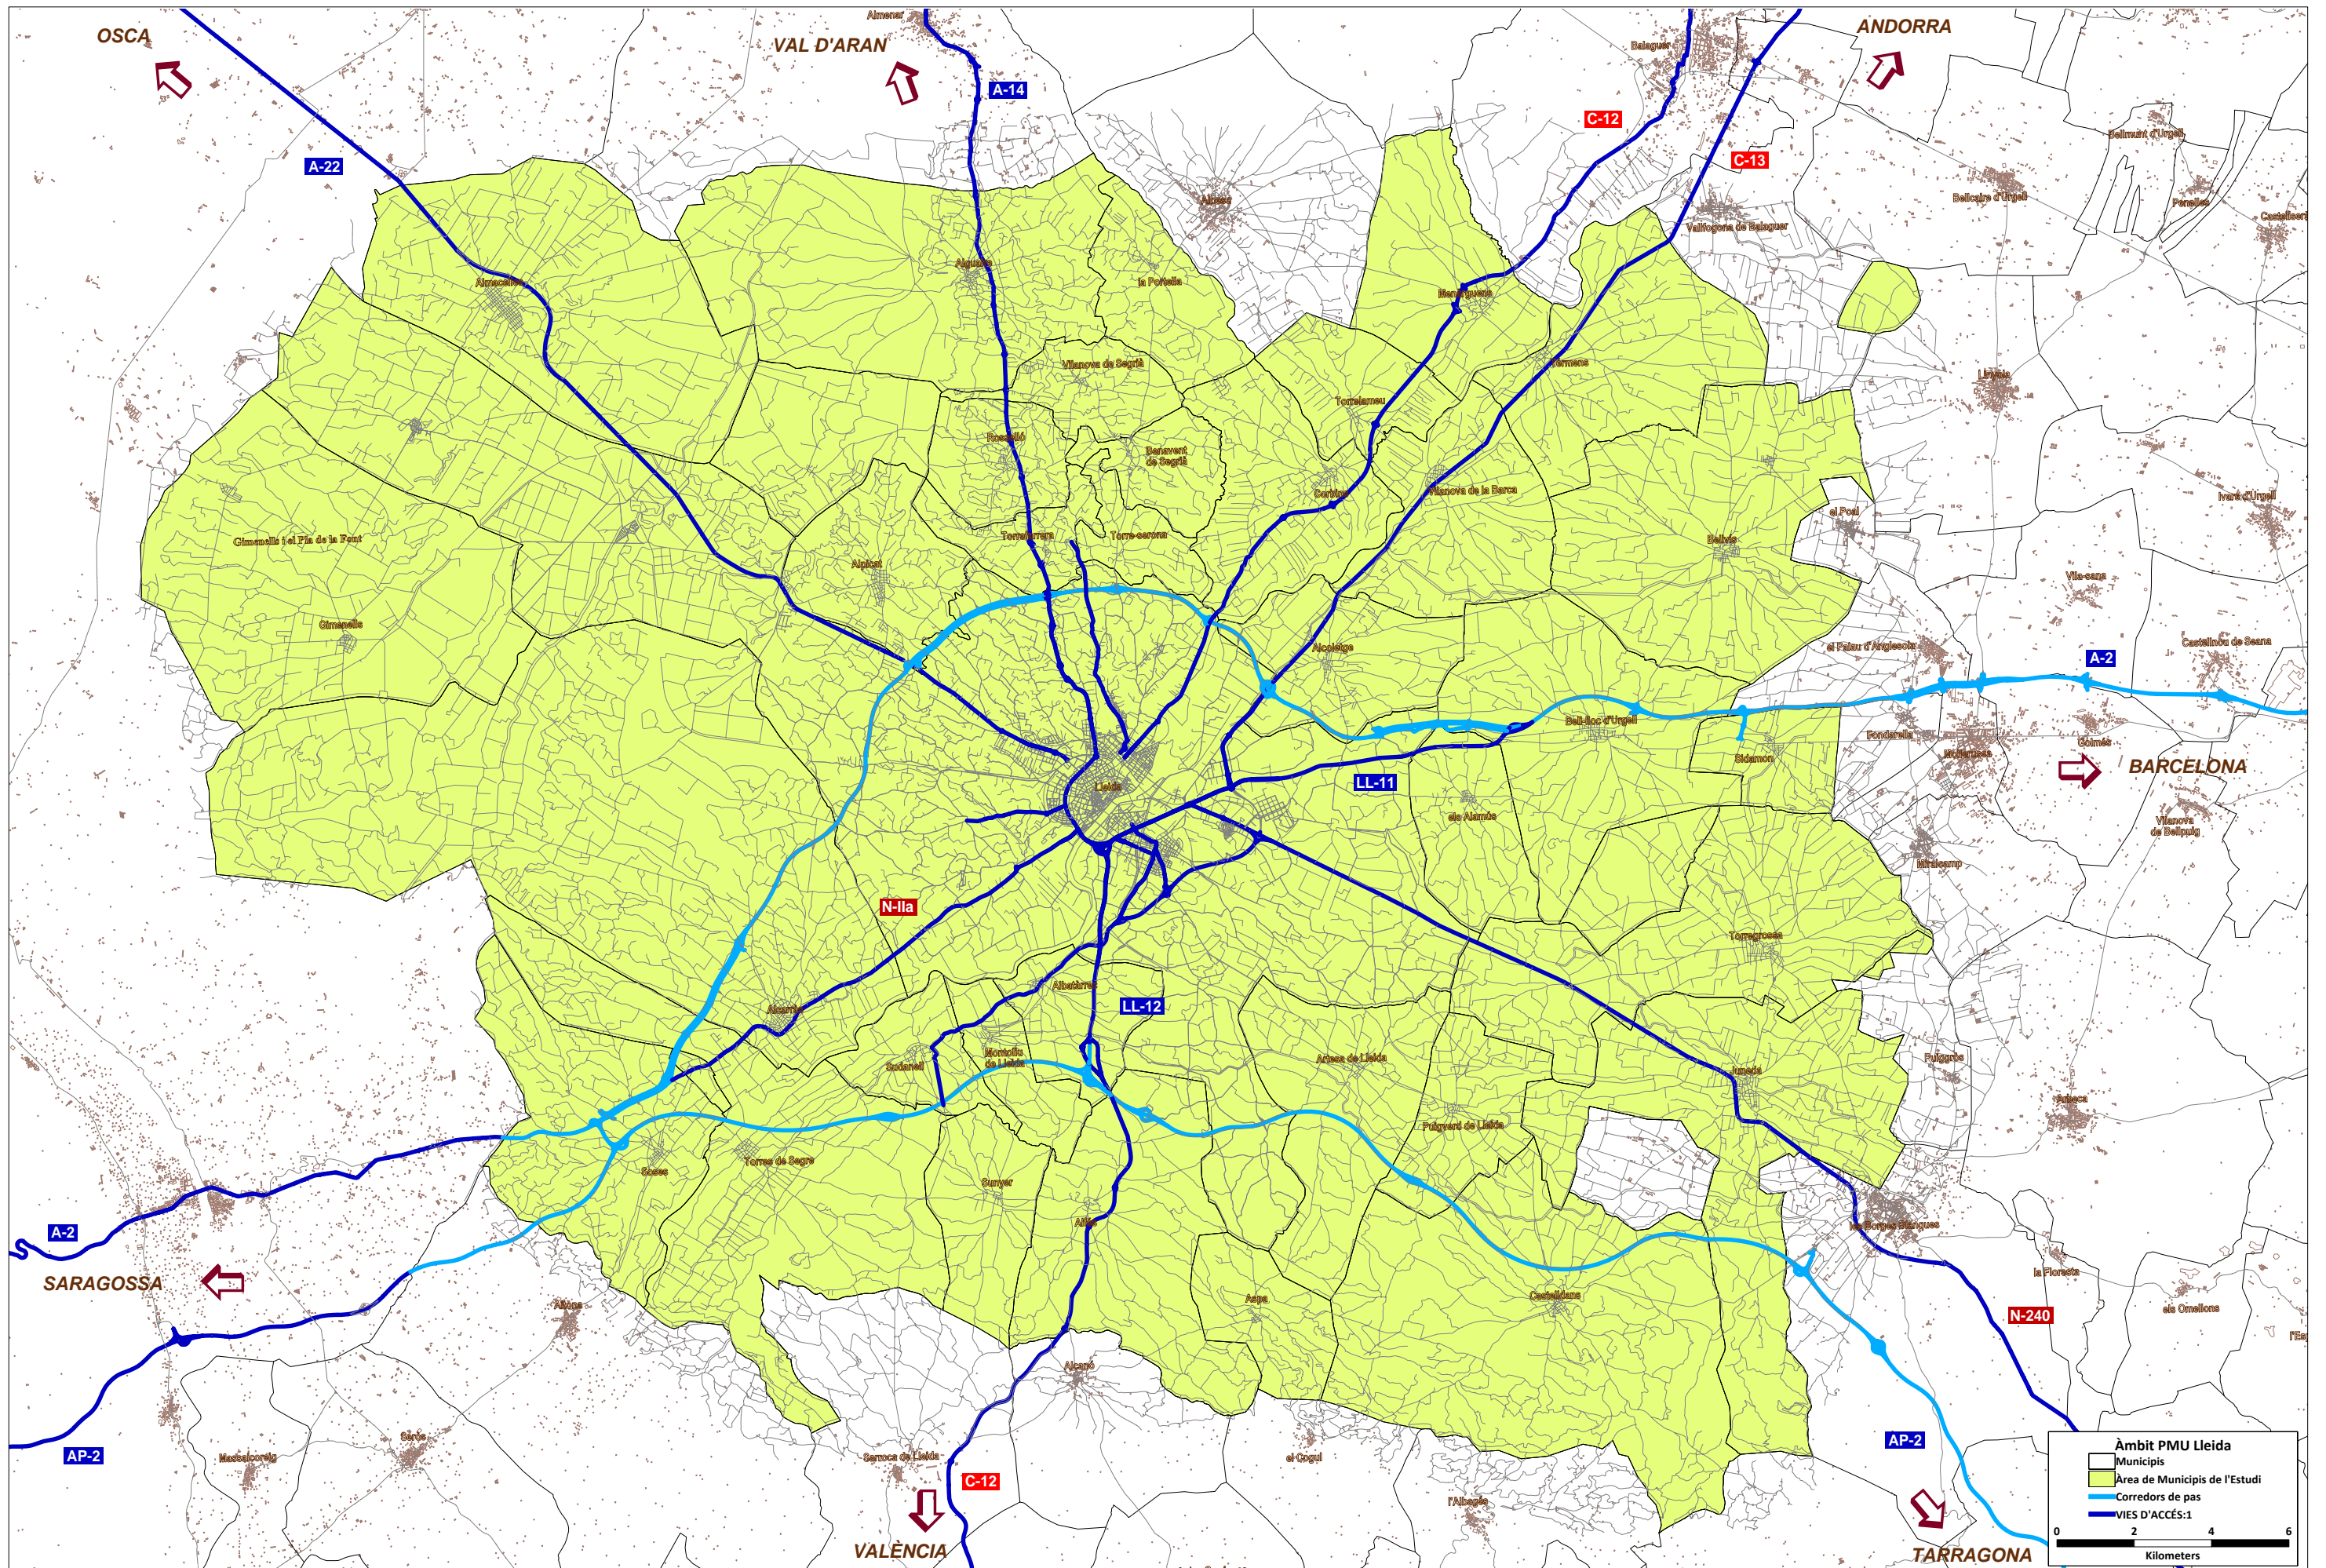 OSCA
VAL D'ARAN
ANDORRA
Almenar
Balaguer
A-14
C-12
C-13
A-22
Bellmunt d'Urgell
Bellcaire d'Urgell
Penelles
Albesa
Vallfogona de Balaguer
Almacelles
Alguaire
la Portella
Menàrguens
Vilanova de Segrià
Térmens
Linyola
Torrelameu
Rosselló
Benavent
de Segrià
Corbins
Vilanova de la Barca
Ivars d'Urgell
el Poal
Gimenells i el Pla de la Font
Torrefarrera
Torre-serona
Bellvís
Alpicat
Vila-sana
Gimenells
Alcoletge
el Palau d'Anglesola
Castellnou de Seana
A-2
Bell-lloc d'Urgell
Fondarella
Mollerussa
Golmés
Sidamon
BARCELONA
LL-11
Lleida
els Alamús
Vilanova
de Bellpuig
Miralcamp
N-IIa
Torregrossa
Albatàrrec
LL-12
Alcarràs
Sudanell
Montoliu
de Lleida
Artesa de Lleida
Juneda
Puiggròs
Arbeca
Puigverd de Lleida
Soses
Torres de Segre
Sunyer
Alfés
les Borges Blanques
A-2
SARAGOSSA
la Floresta
els Omellons
Aitona
Aspa
Castelldans
N-240
Alcanó
AP-2
Massalcoreig
Seròs
Sarroca de Lleida
el Cogul
C-12
l'Albagés
AP-2
VALÈNCIA
TARRAGONA
Àmbit PMU Lleida
Municipis
Àrea de Municipis de l'Estudi
Corredors de pas
VIES D'ACCÉS:1
0 2 4 6
Kilometers